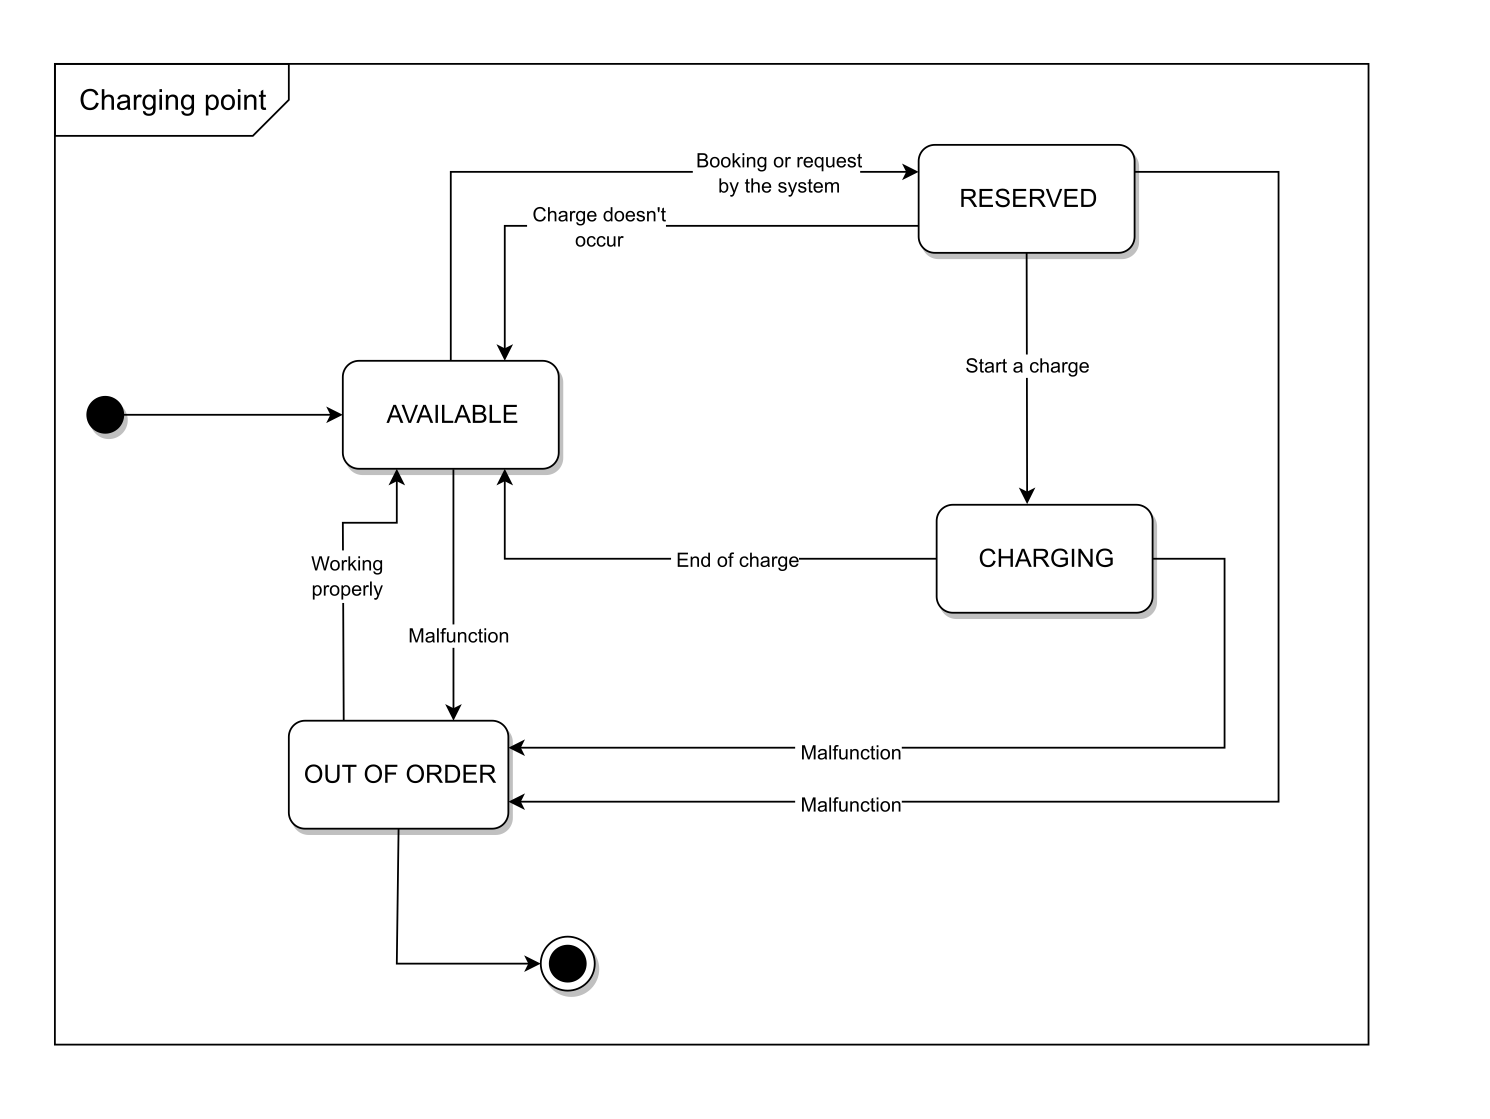 Charging point
Booking or request
by the system
RESERVED
Charge doesn't
occur
Start a charge
AVAILABLE
End of charge
CHARGING
Working
properly
Malfunction
Malfunction
OUT OF ORDER
Malfunction